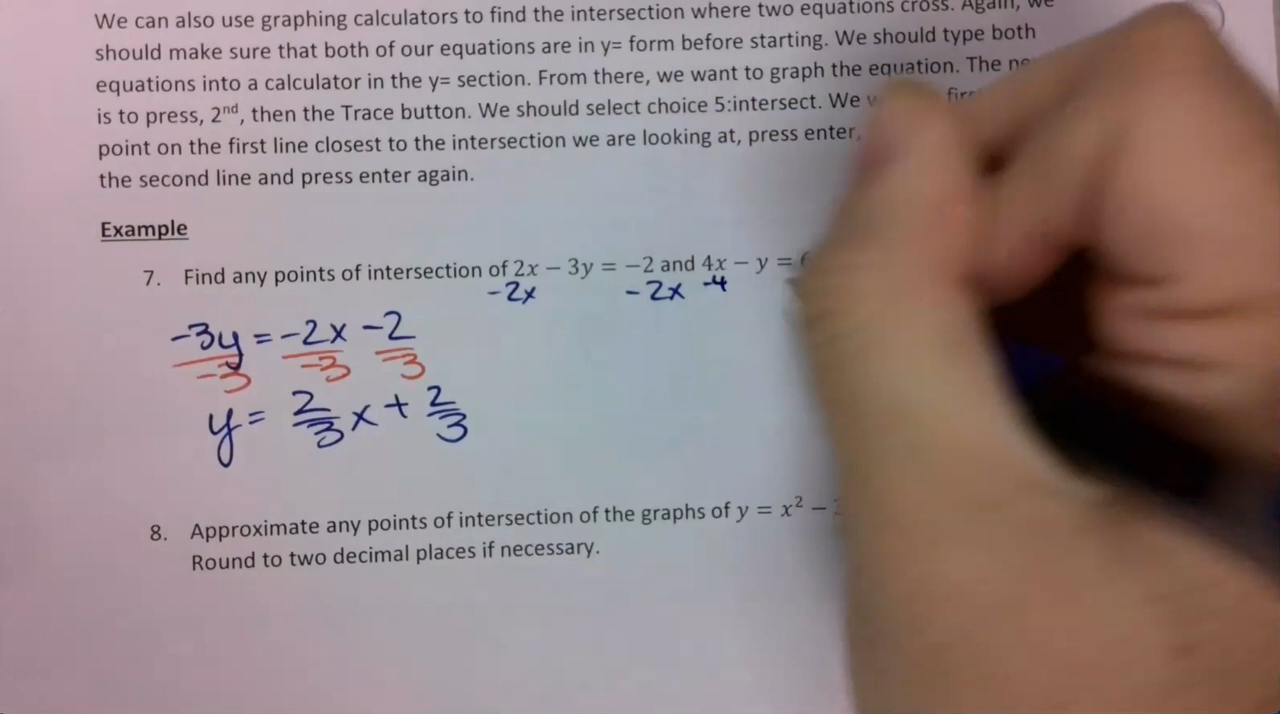 We can also use graphing calculators to find the intersection where two equations cross. Again, we
should make sure that both of our equations are in y= form before starting. We should type both
equations into a calculator in the y= section. From there, we want to graph the equation. The
is to press, 2nd, then the Trace button. We should select choice 5:intersect. We
point on the first line closest to the intersection we are looking at, press enter,
the second line and press enter again.
Example
7. Find any points of intersection of 2x − 3y = −2 and 4x − y =
-2x -2x -4
-3y = -2x -2
-3 -3 -3
y = 2/3 x + 2/3
8. Approximate any points of intersection of the graphs of y = x² −
Round to two decimal places if necessary.